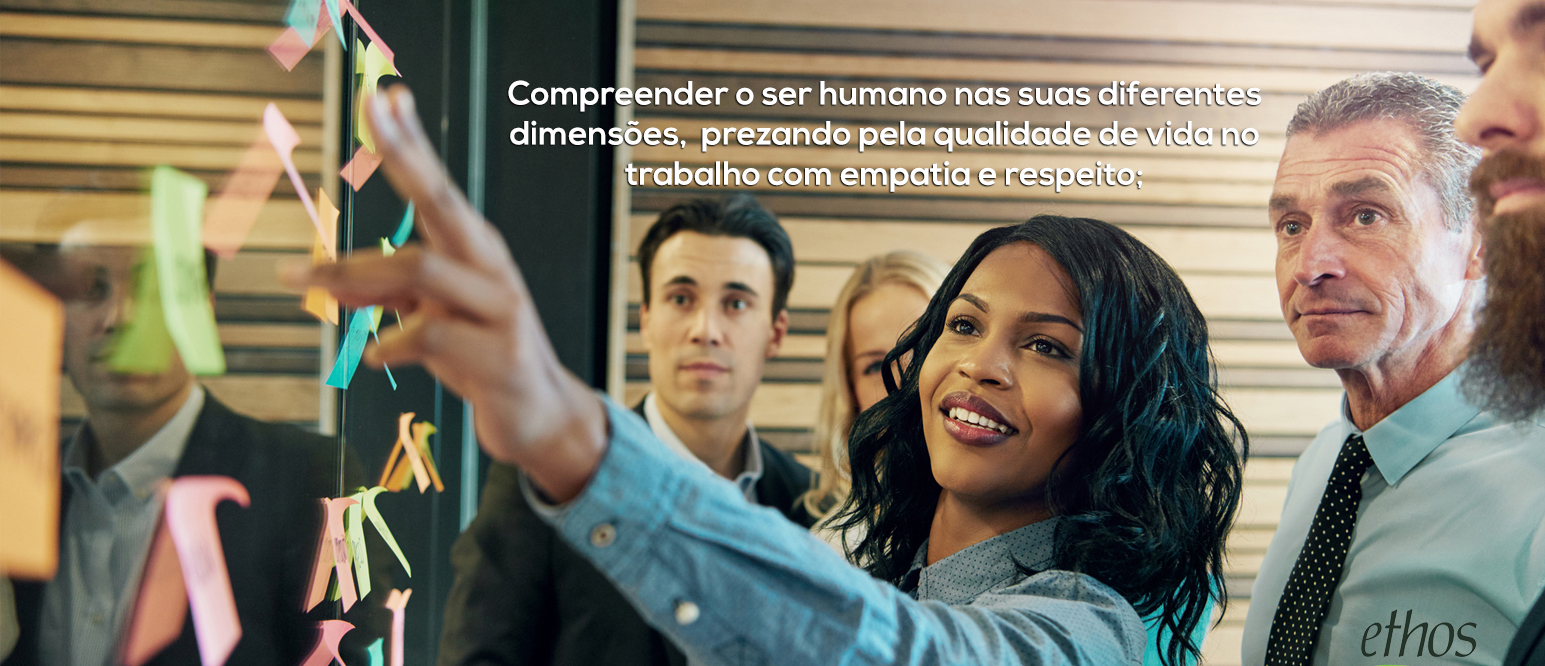 Compreender o ser humano nas suas diferentes
dimensões, prezando pela qualidade de vida no
trabalho com empatia e respeito;
ethos